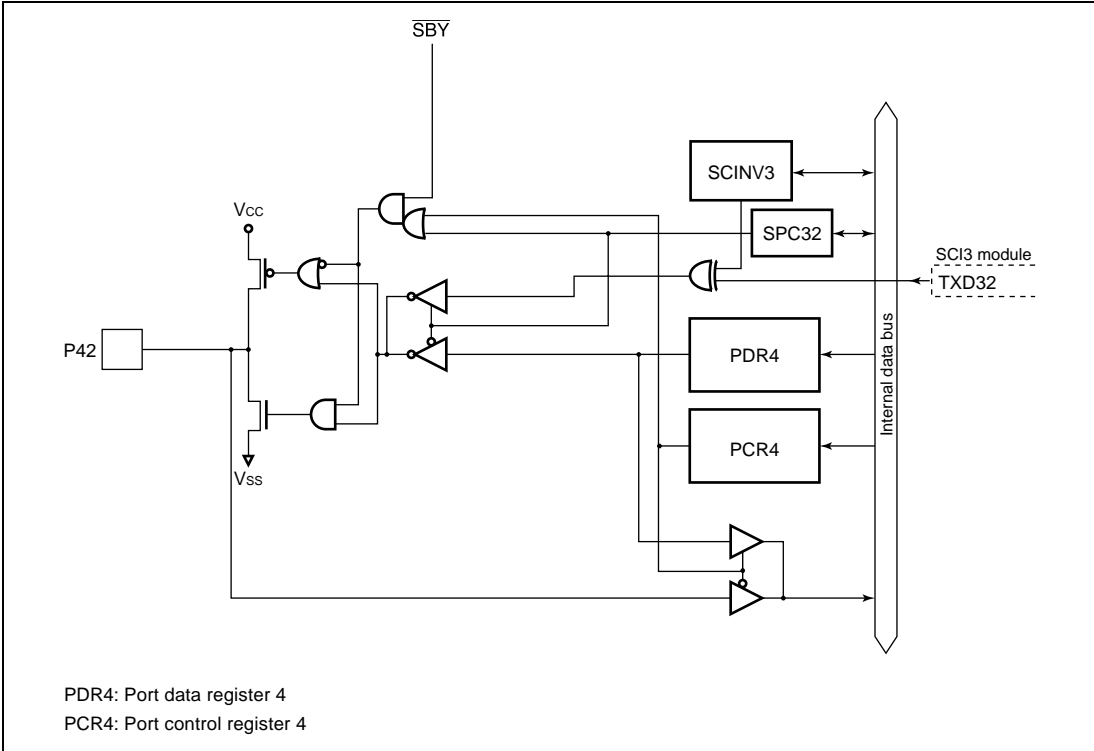 SBY
SCINV3
VCC
SPC32
SCI3 module
TXD32
P42
PDR4
Internal data bus
PCR4
VSS
PDR4: Port data register 4
PCR4: Port control register 4